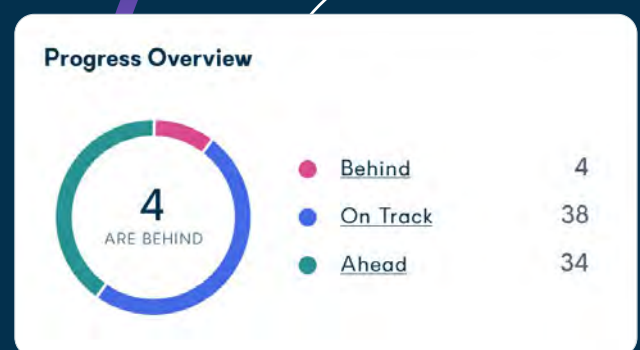 Progress Overview
4
ARE BEHIND
Behind 4
On Track 38
Ahead 34